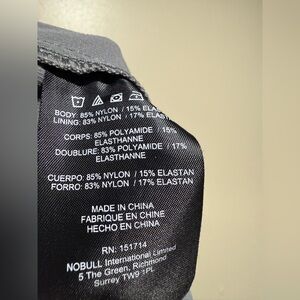 BODY: 85% NYLON / 15% ELASTAN
LINING: 83% NYLON / 17% ELAST
CORPS: 85% POLYAMIDE / 15%
ELASTHANNE
DOUBLURE: 83% POLYAMIDE / 17%
ELASTHANNE
CUERPO: 85% NYLON / 15% ELASTAN
FORRO: 83% NYLON / 17% ELASTAN
MADE IN CHINA
FABRIQUE EN CHINE
HECHO EN CHINA
RN: 151714
NOBULL International Limited
5 The Green, Richmond
Surrey TW9 1PL